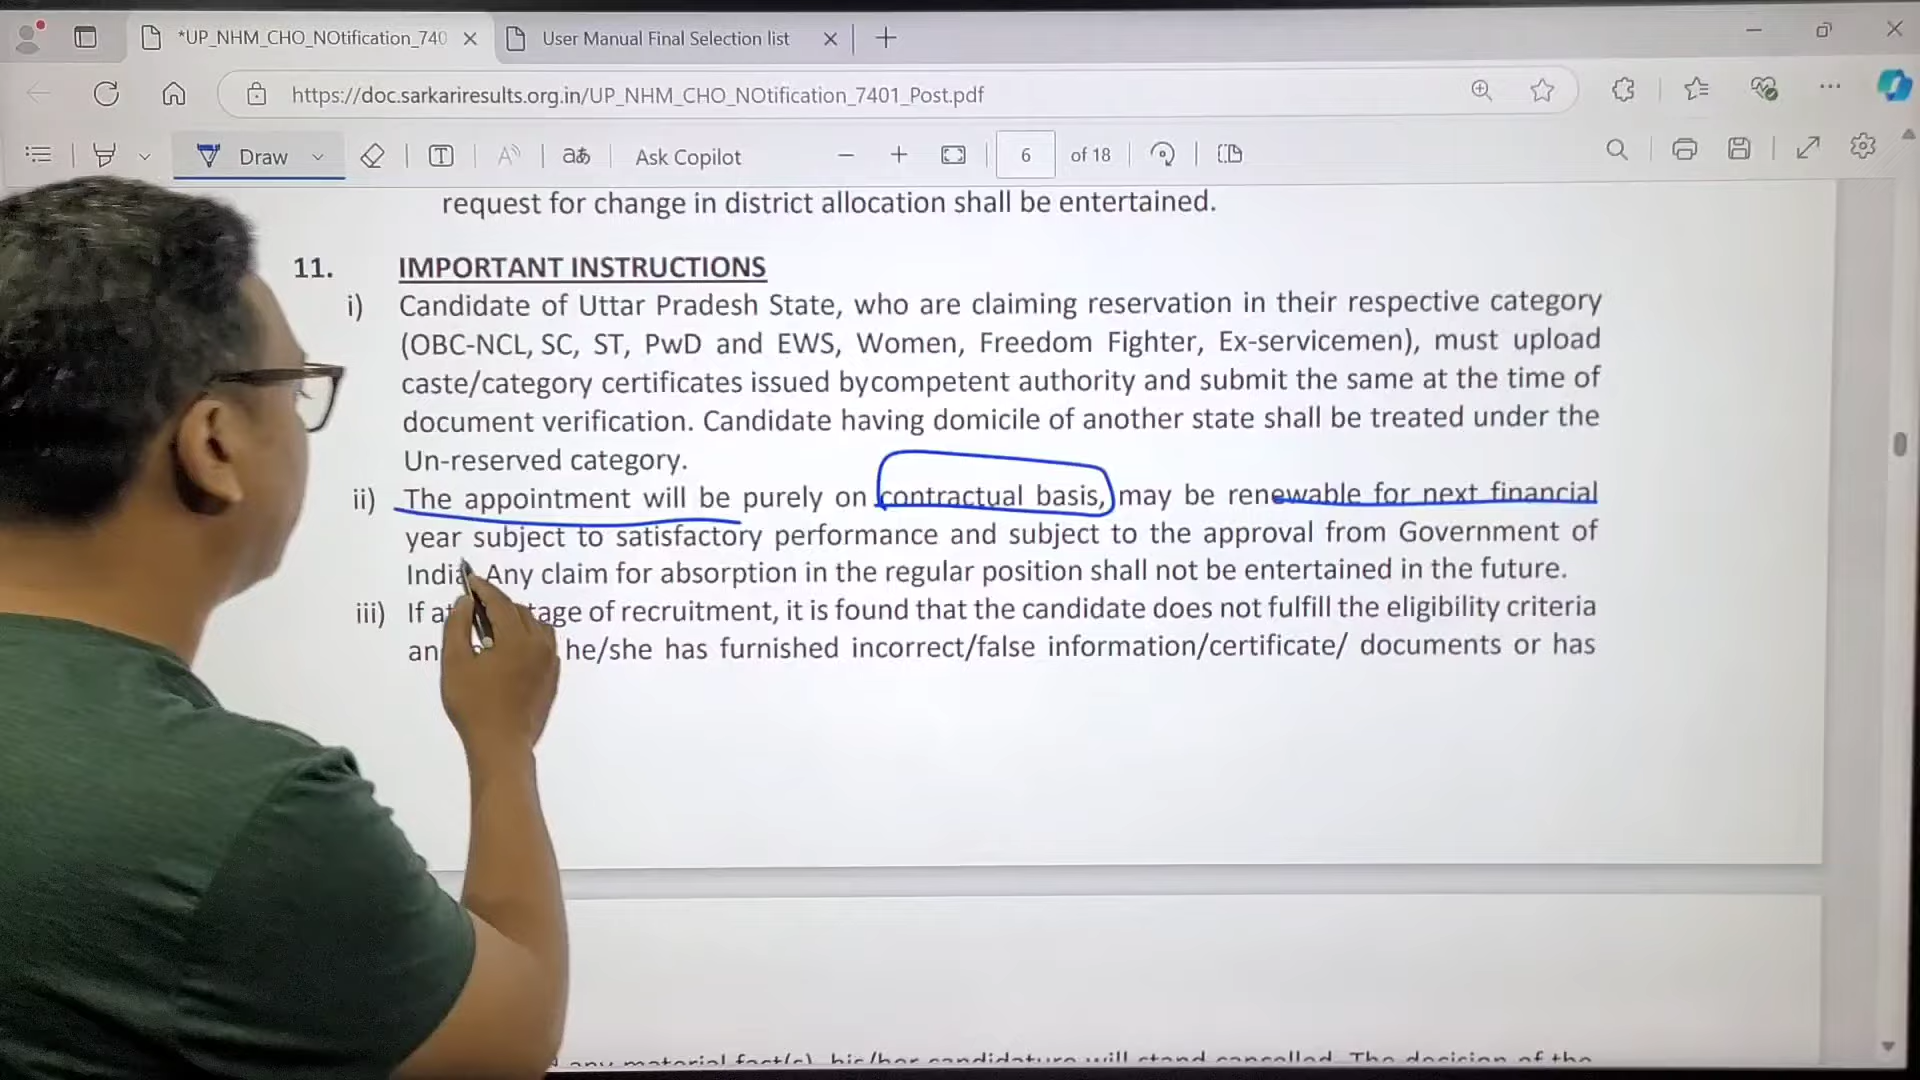 *UP_NHM_CHO_NOtification_740
User Manual Final Selection list
https://doc.sarkariresults.org.in/UP_NHM_CHO_NOtification_7401_Post.pdf
Draw
Ask Copilot
6 of 18
request for change in district allocation shall be entertained.
11. IMPORTANT INSTRUCTIONS
i) Candidate of Uttar Pradesh State, who are claiming reservation in their respective category
(OBC-NCL, SC, ST, PwD and EWS, Women, Freedom Fighter, Ex-servicemen), must upload
caste/category certificates issued bycompetent authority and submit the same at the time of
document verification. Candidate having domicile of another state shall be treated under the
Un-reserved category.
ii) The appointment will be purely on contractual basis, may be renewable for next financial
year subject to satisfactory performance and subject to the approval from Government of
India. Any claim for absorption in the regular position shall not be entertained in the future.
iii) If of recruitment, it is found that the candidate does not fulfill the eligibility criteria
he/she has furnished incorrect/false information/certificate/ documents or has
any material fact(s), his/her candidature will stand cancelled. The decision of the